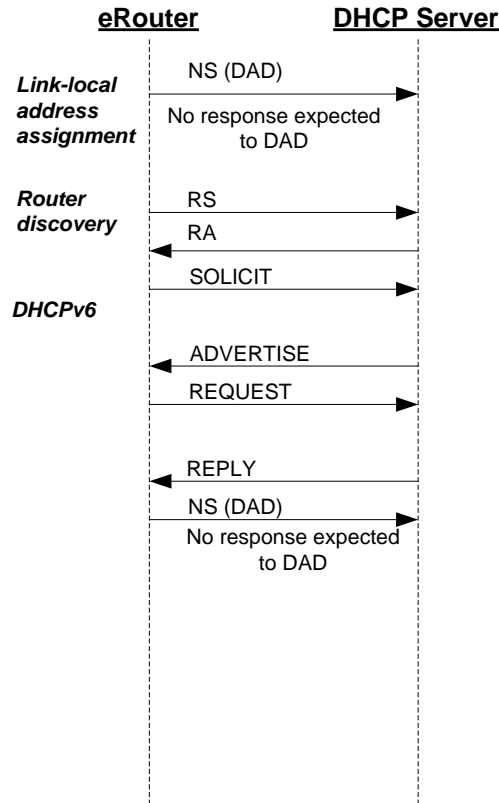 eRouter
DHCP Server
NS (DAD)
Link-local
address
assignment
No response expected
to DAD
Router
discovery
RS
RA
SOLICIT
DHCPv6
ADVERTISE
REQUEST
REPLY
NS (DAD)
No response expected
to DAD